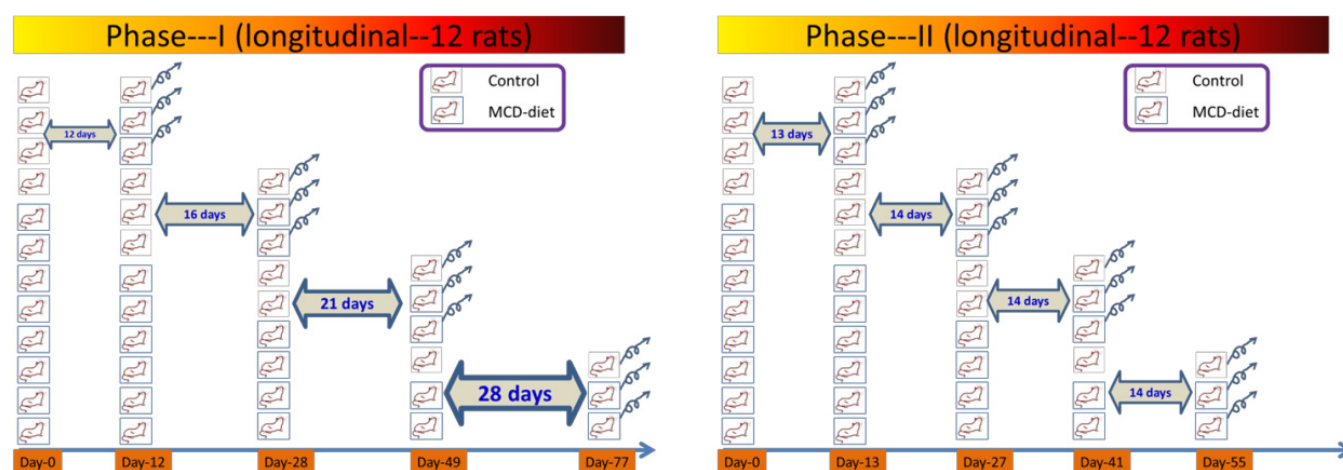 Phase---I (longitudinal--12 rats)
Control
MCD-diet
12 days
16 days
21 days
28 days
Day-0
Day-12
Day-28
Day-49
Day-77
Phase---II (longitudinal--12 rats)
Control
MCD-diet
13 days
14 days
14 days
14 days
Day-0
Day-13
Day-27
Day-41
Day-55